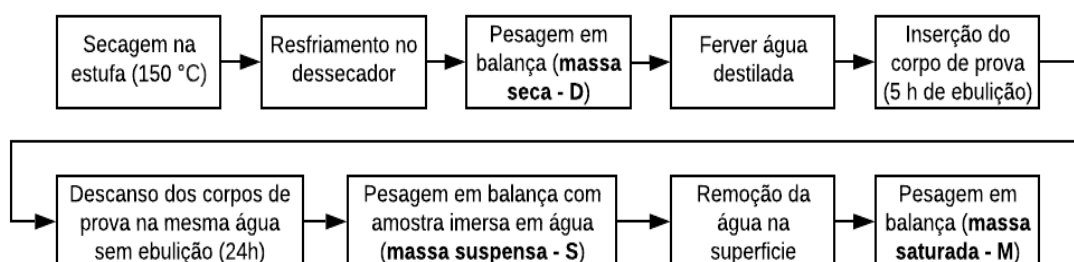 Secagem na
estufa (150 °C)
Resfriamento no
dessecador
Pesagem em
balança (massa
seca - D)
Ferver água
destilada
Inserção do
corpo de prova
(5 h de ebulição)
Descanso dos corpos de
prova na mesma água
sem ebulição (24h)
Pesagem em balança com
amostra imersa em água
(massa suspensa - S)
Remoção da
água na
superficie
Pesagem em
balança (massa
saturada - M)